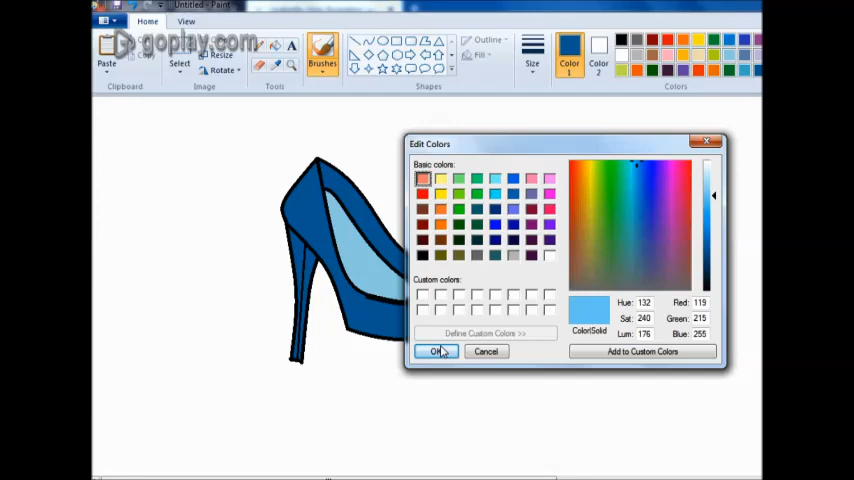 Untitled - Paint
Home
View
goplay.com
Paste
Copy
Select
Resize
Rotate
A
Brushes
Outline
Fill
Size
Color
1
Color
2
Clipboard
Image
Tools
Shapes
Colors
Edit Colors
Basic colors:
Custom colors:
Define Custom Colors >>
OK
Cancel
Color|Solid
Hue: 132
Sat: 240
Lum: 176
Red: 119
Green: 215
Blue: 255
Add to Custom Colors